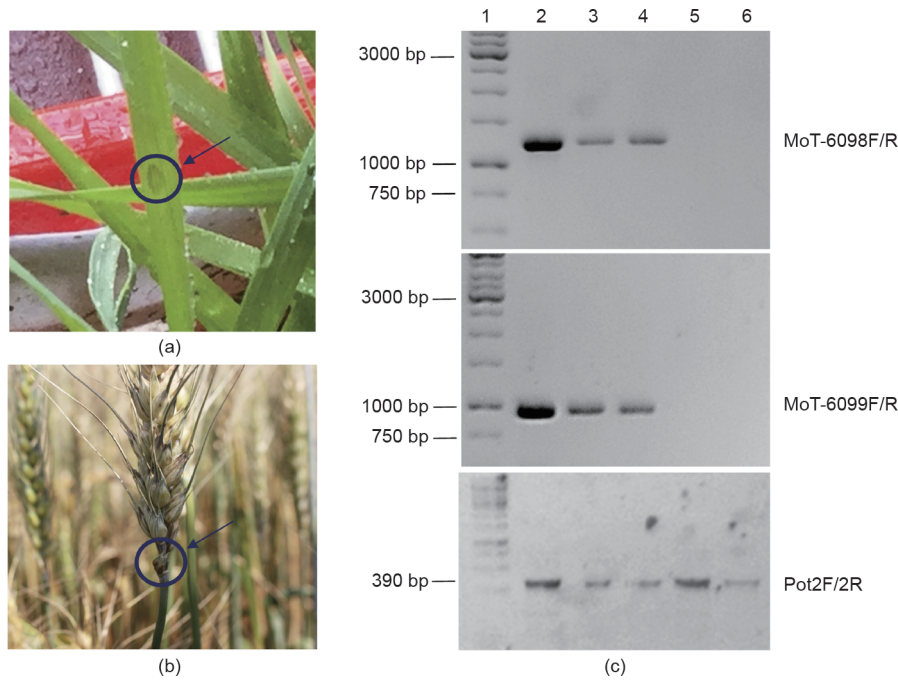 1 2 3 4 5 6
3000 bp
1000 bp
750 bp
MoT-6098F/R
(a)
3000 bp
1000 bp
750 bp
MoT-6099F/R
390 bp
Pot2F/2R
(b)
(c)